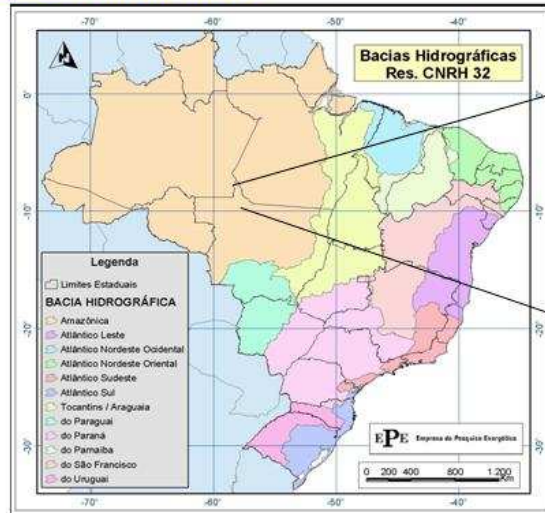 -70° -60° -50° -40°
Bacias Hidrográficas
Res. CNRH 32
0° 0°
-10° -10°
-20° -20°
-30° -30°
Legenda
Limites Estaduais
BACIA HIDROGRÁFICA
Amazônica
Atlântico Leste
Atlântico Nordeste Ocidental
Atlântico Nordeste Oriental
Atlântico Sudeste
Atlântico Sul
Tocantins / Araguaia
do Paraguai
do Paraná
do Parnaiba
do São Francisco
do Uruguai
EPE Empresa de Pesquisa Energética
0 200 400 800 1.200
Km
-70° -60° -50° -40°